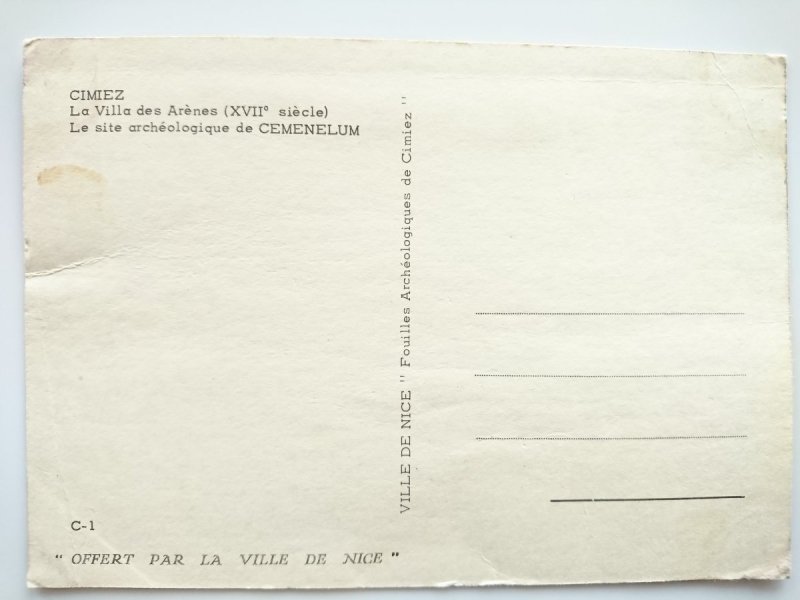 CIMIEZ
La Villa des Arènes (XVIIe siècle)
Le site archéologique de CEMENELUM
VILLE DE NICE " Fouilles Archéologiques de Cimiez "
C-1
" OFFERT PAR LA VILLE DE NICE "